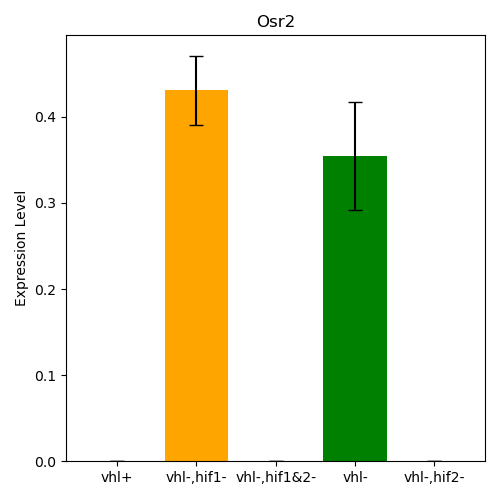 Osr2
Expression Level
0.4
0.3
0.2
0.1
0.0
vhl+ vhl-,hif1- vhl-,hif1&2- vhl- vhl-,hif2-